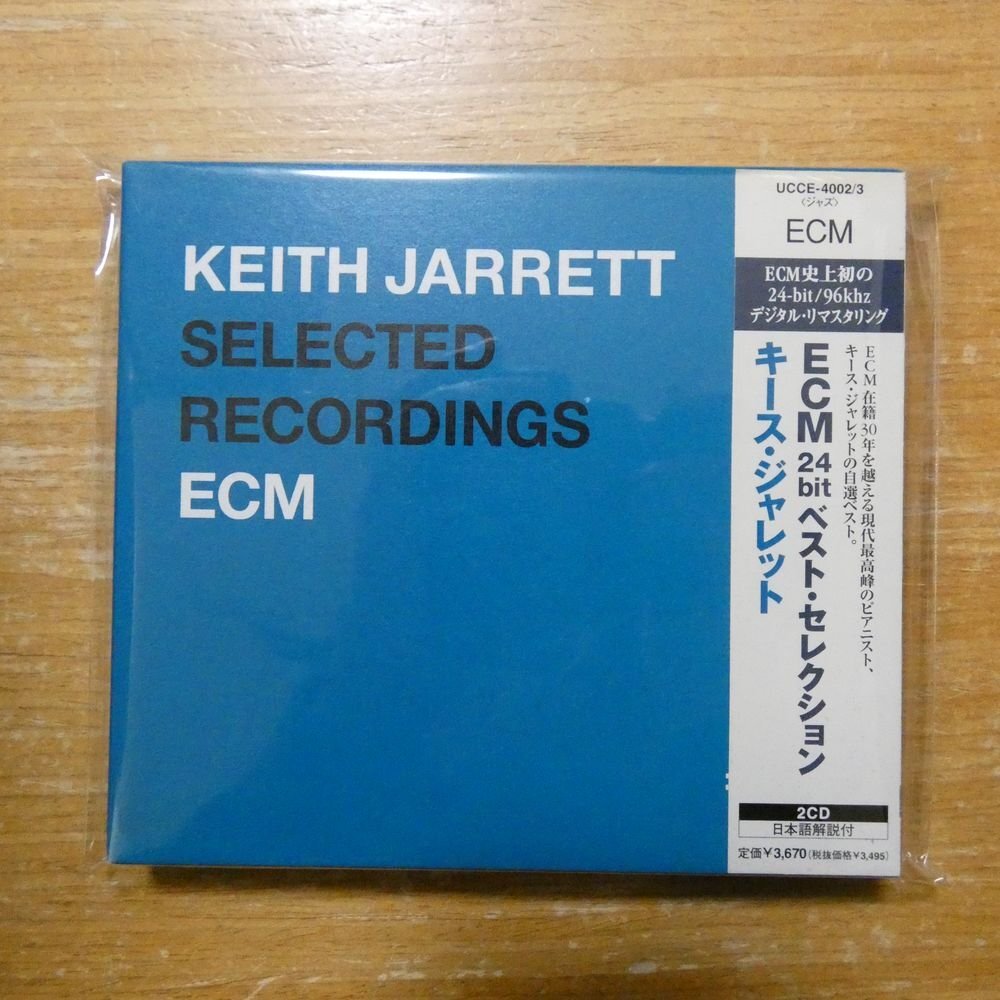 KEITH JARRETT
SELECTED
RECORDINGS
ECM
UCCE-4002/3
〈ジャズ〉
ECM
ECM史上初の
24-bit/96khz
デジタル・リマスタリング
ECM在籍30年を越える現代最高峰のピアニスト、
キース・ジャレットの自選ベスト。
ECM 24bit ベスト・セレクション
キース・ジャレット
2CD
日本語解説付
定価¥3,670(税抜価格¥3,495)